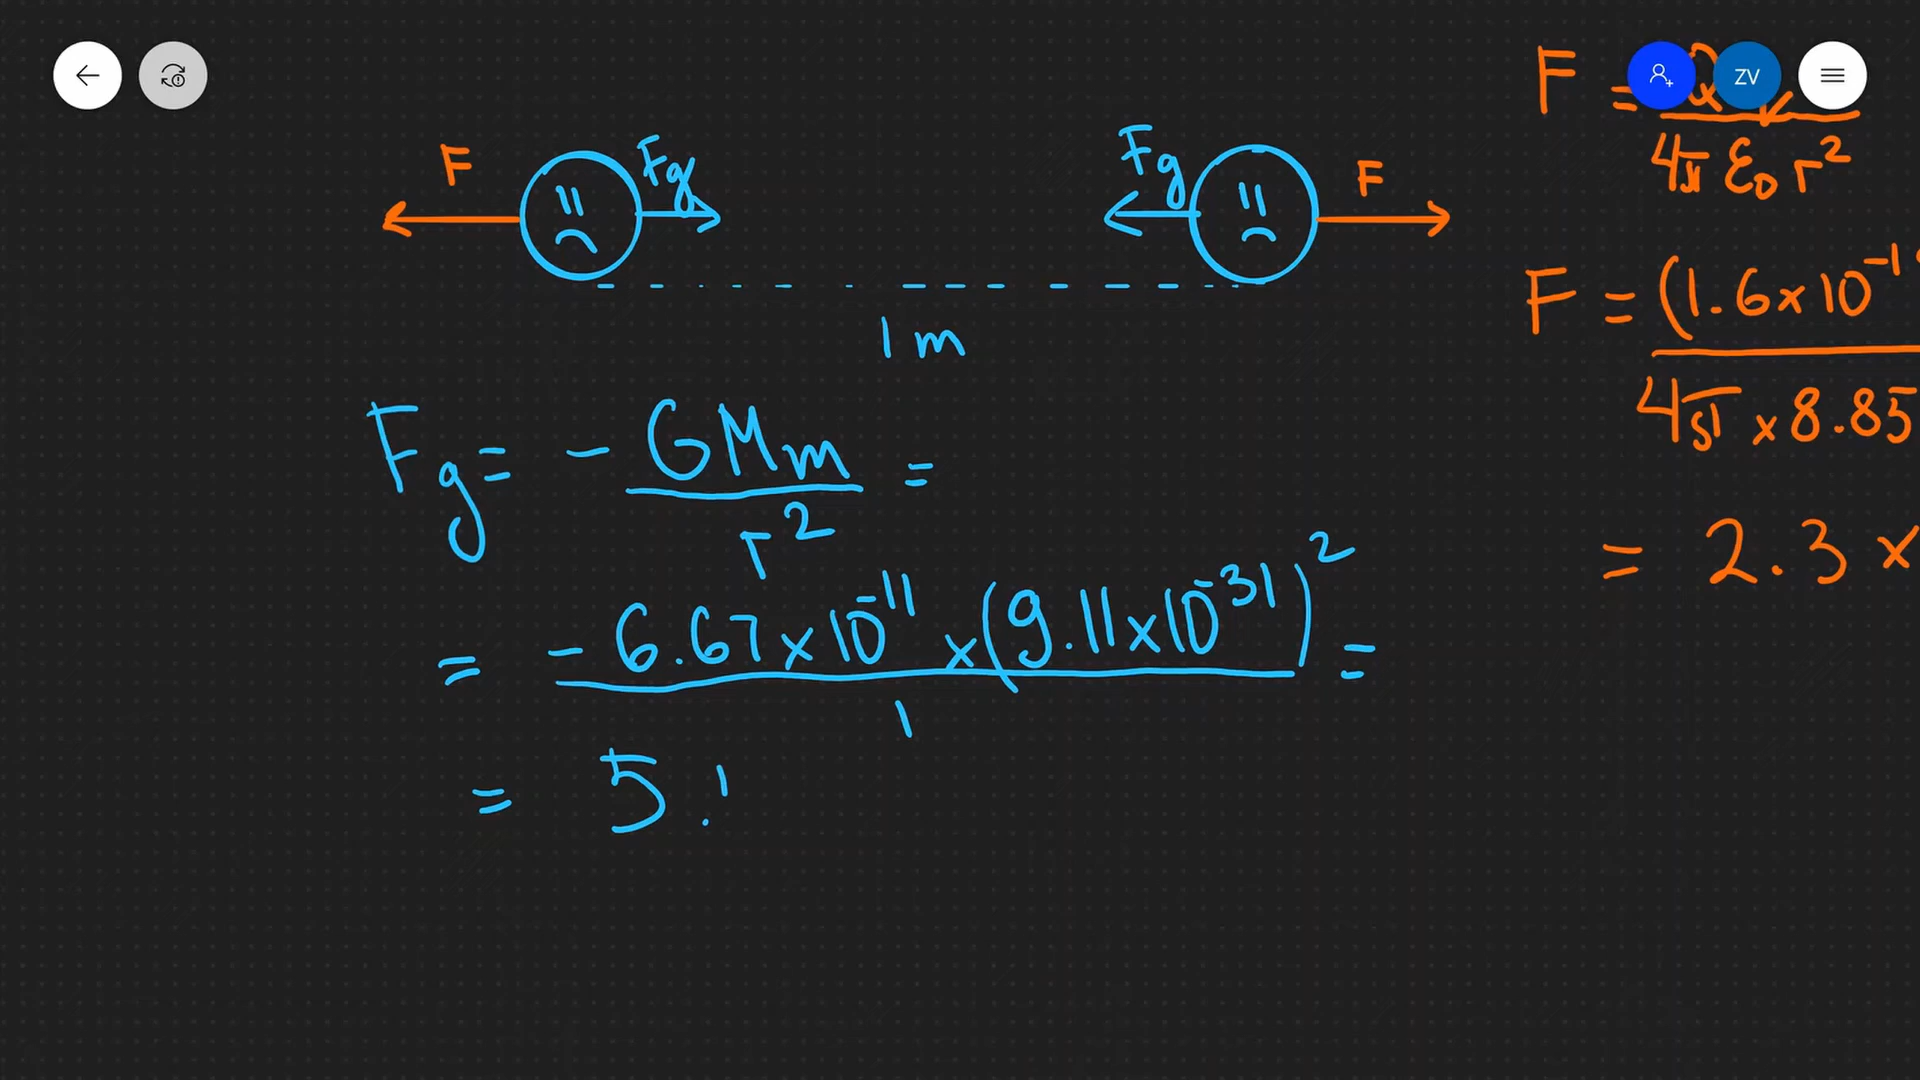 ZV
F Fg Fg F
1 m
Fg = - GMm / r² =
= - 6.67 × 10⁻¹¹ × (9.11 × 10⁻³¹)² / 1 =
= 5.
F = / 4π ε₀ r²
F = (1.6 × 10⁻¹ / 4π × 8.85
= 2.3 ×